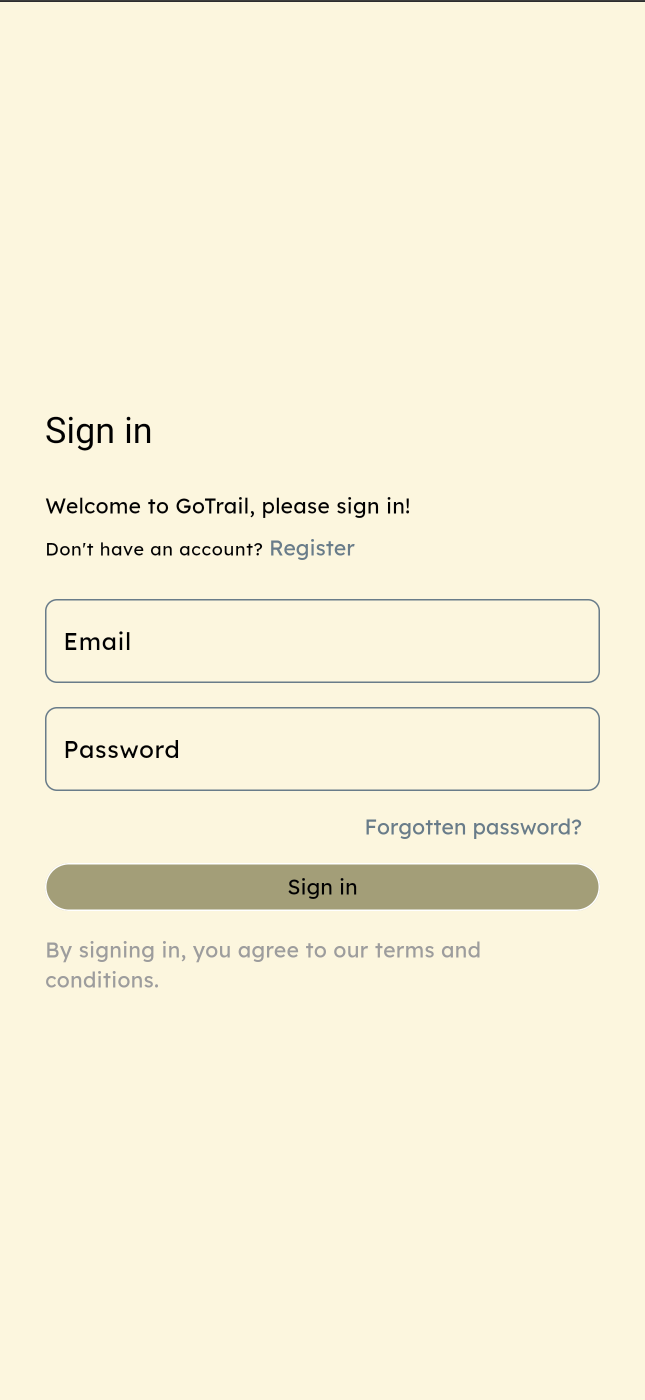 Sign in
Welcome to GoTrail, please sign in!
Don't have an account? Register
Email
Password
Forgotten password?
Sign in
By signing in, you agree to our terms and
conditions.